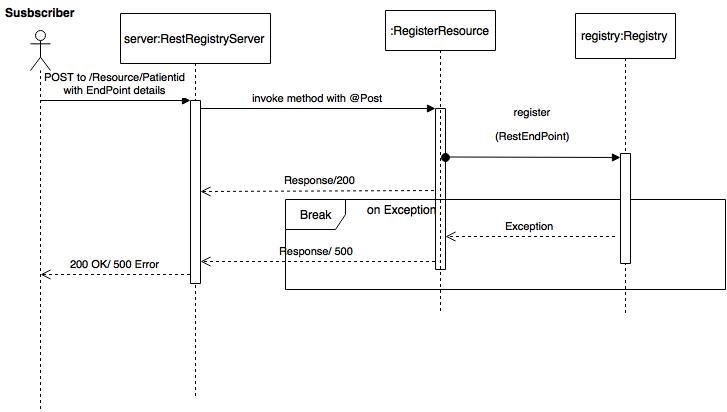 Susbscriber
server:RestRegistryServer
:RegisterResource
registry:Registry
POST to /Resource/Patientid
with EndPoint details
invoke method with @Post
register
(RestEndPoint)
Response/200
Break
on Exception
Exception
Response/ 500
200 OK/ 500 Error